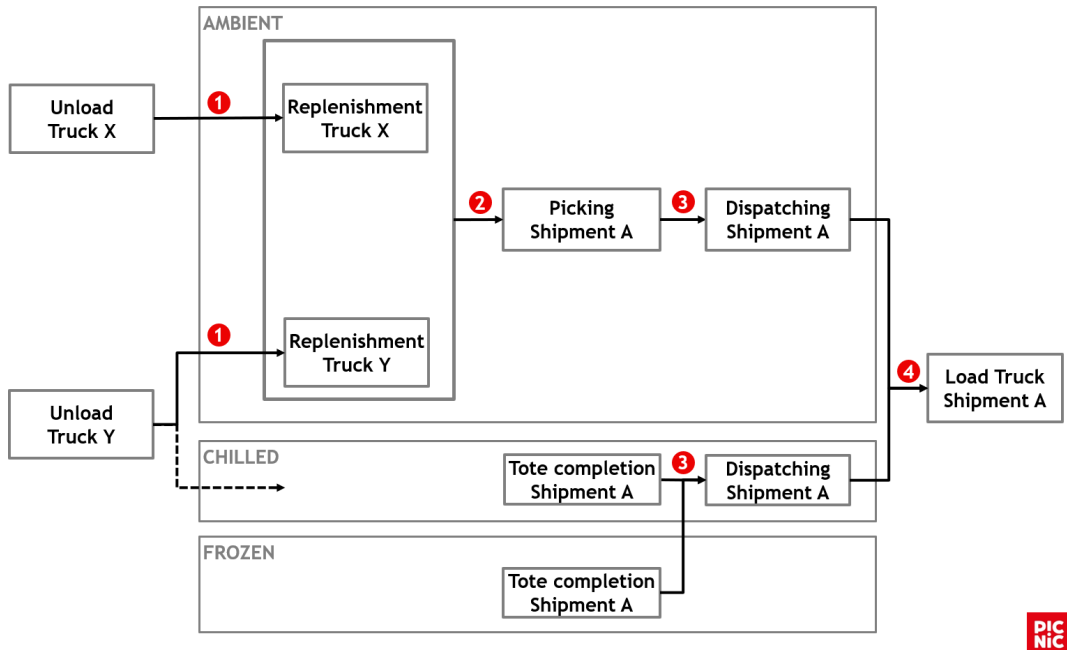 AMBIENT
Unload
Truck X
1
Replenishment
Truck X
2
Picking
Shipment A
3
Dispatching
Shipment A
1
Replenishment
Truck Y
Unload
Truck Y
4
Load Truck
Shipment A
CHILLED
Tote completion
Shipment A
3
Dispatching
Shipment A
FROZEN
Tote completion
Shipment A
PIC
NIC